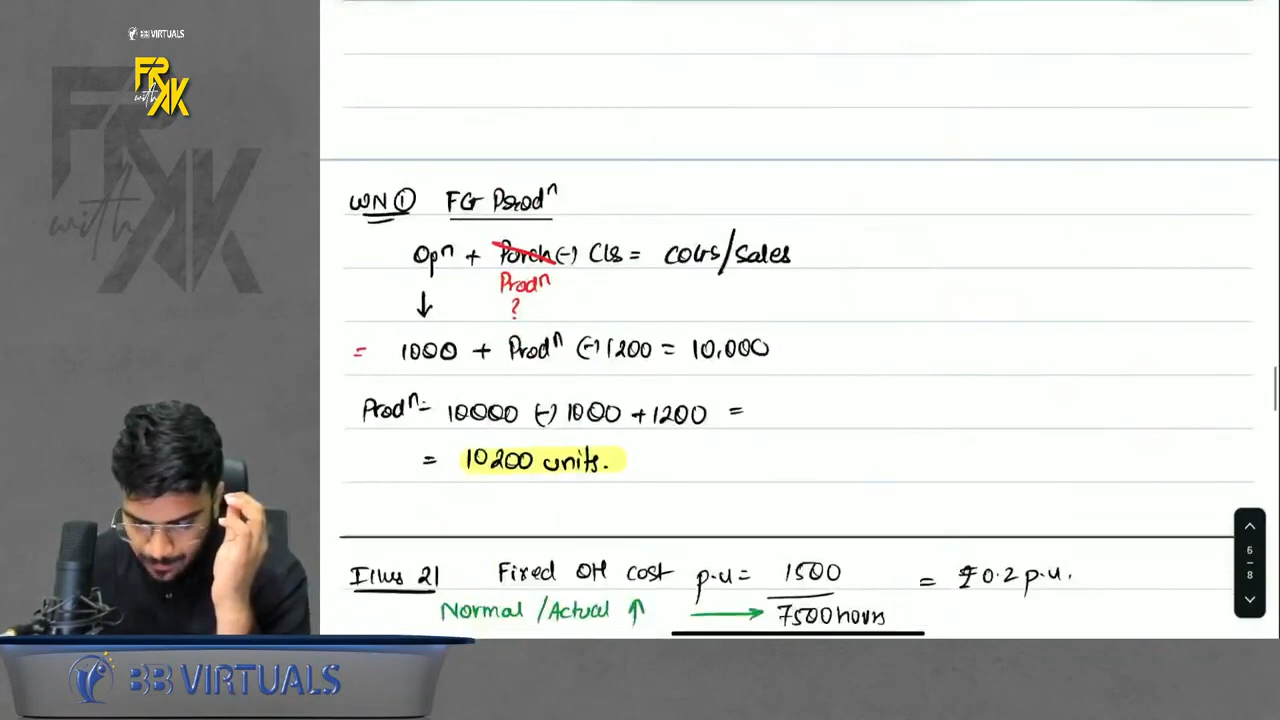 BB VIRTUALS
FR
with
KK
WN ① FG Prodⁿ
Opⁿ + Purch (-) Cls = COGS/Sales
Prodⁿ
?
= 1000 + Prodⁿ (-) 1200 = 10,000
Prodⁿ = 10000 (-) 1000 + 1200 =
= 10200 units.
Illus 21 Fixed OH cost p.u = 1500 = ₹0.2 p.u.
Normal /Actual ↑ → 7500 hours
6
8
BB VIRTUALS